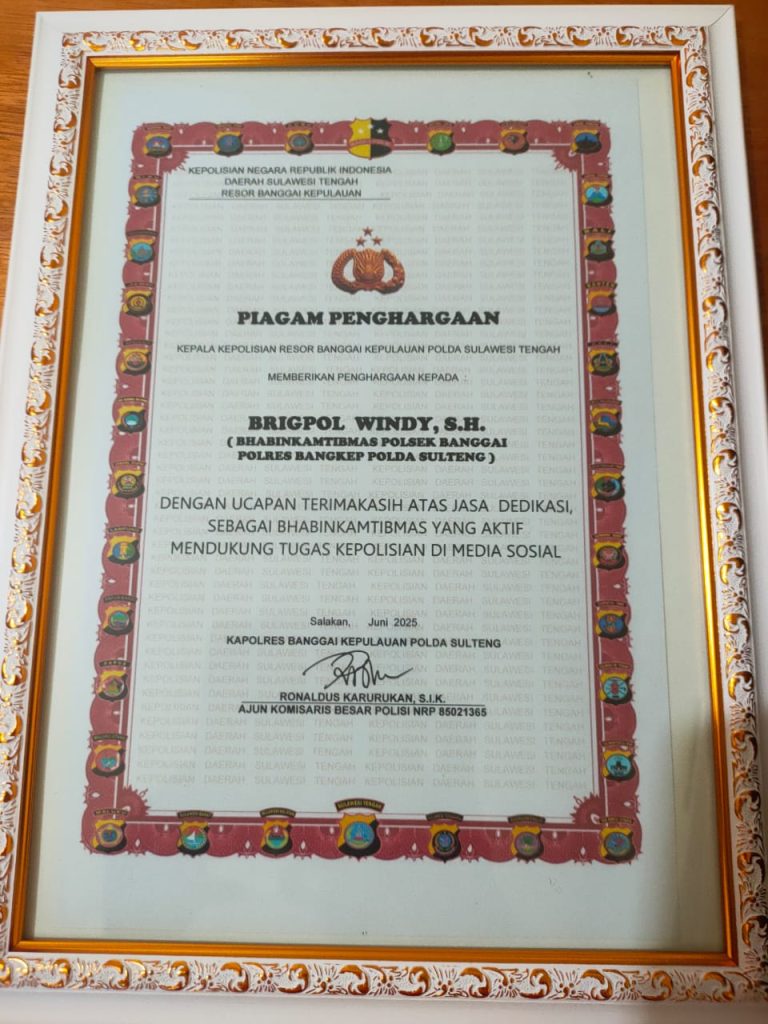 KEPOLISIAN NEGARA REPUBLIK INDONESIA
DAERAH SULAWESI TENGAH
RESOR BANGGAI KEPULAUAN
PIAGAM PENGHARGAAN
KEPALA KEPOLISIAN RESOR BANGGAI KEPULAUAN POLDA SULAWESI TENGAH
MEMBERIKAN PENGHARGAAN KEPADA :
BRIGPOL WINDY, S.H.
( BHABINKAMTIBMAS POLSEK BANGGAI
POLRES BANGKEP POLDA SULTENG )
DENGAN UCAPAN TERIMAKASIH ATAS JASA DEDIKASI,
SEBAGAI BHABINKAMTIBMAS YANG AKTIF
MENDUKUNG TUGAS KEPOLISIAN DI MEDIA SOSIAL
Salakan, Juni 2025
KAPOLRES BANGGAI KEPULAUAN POLDA SULTENG
RONALDUS KARURUKAN, S.I.K.
AJUN KOMISARIS BESAR POLISI NRP 85021365
SULAWESI TENGAH